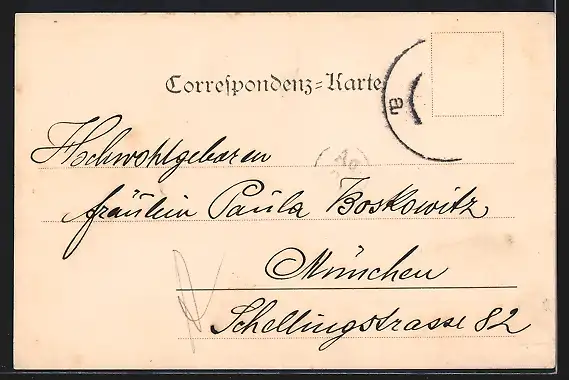 Correspondenz-Karte
Hochwohlgeboren
Fräulein Paula Boskowitz
München
Schellingstrasse 82